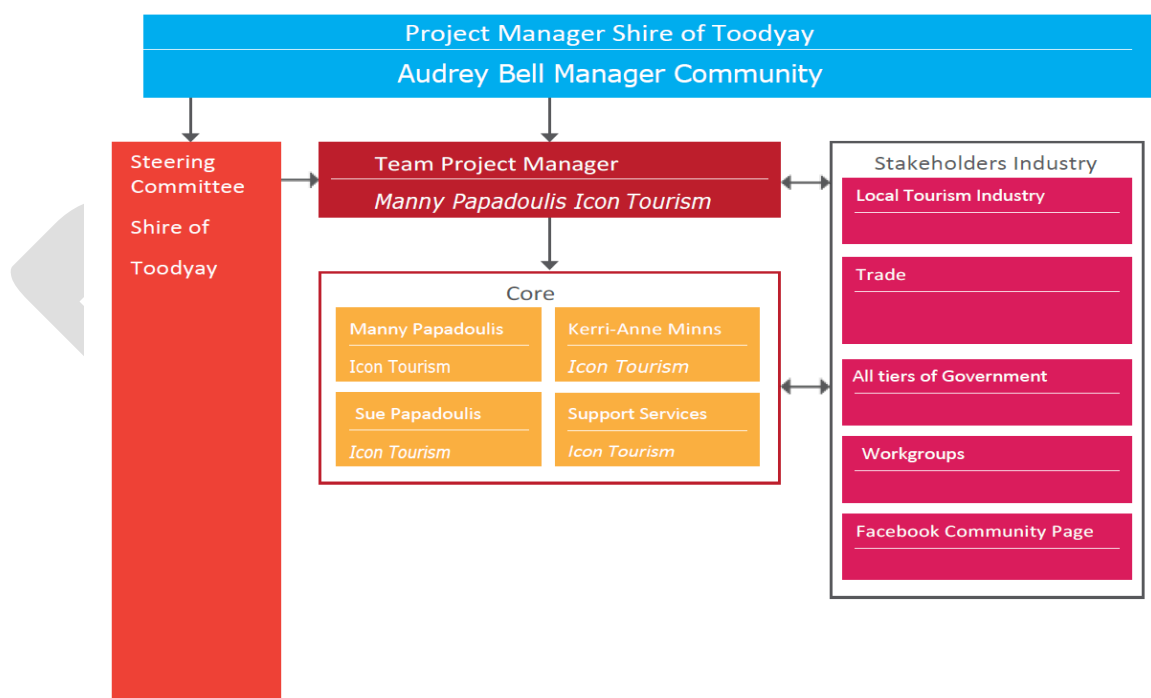 Project Manager Shire of Toodyay
Audrey Bell Manager Community
Steering
Committee
Shire of
Toodyay
Team Project Manager
Manny Papadoulis Icon Tourism
Core
Manny Papadoulis
Icon Tourism
Kerri-Anne Minns
Icon Tourism
Sue Papadoulis
Icon Tourism
Support Services
Icon Tourism
Stakeholders Industry
Local Tourism Industry
Trade
All tiers of Government
Workgroups
Facebook Community Page